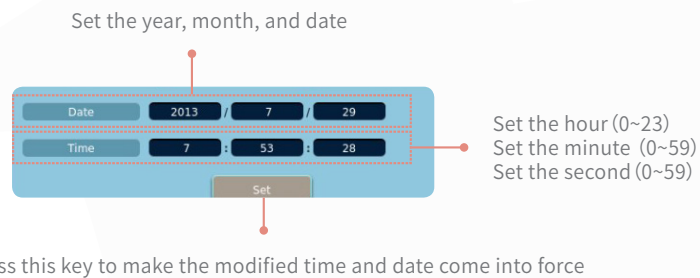 Set the year, month, and date
Date 2013 / 7 / 29
Time 7 : 53 : 28
Set the hour (0~23)
Set the minute (0~59)
Set the second (0~59)
Set
this key to make the modified time and date come into force